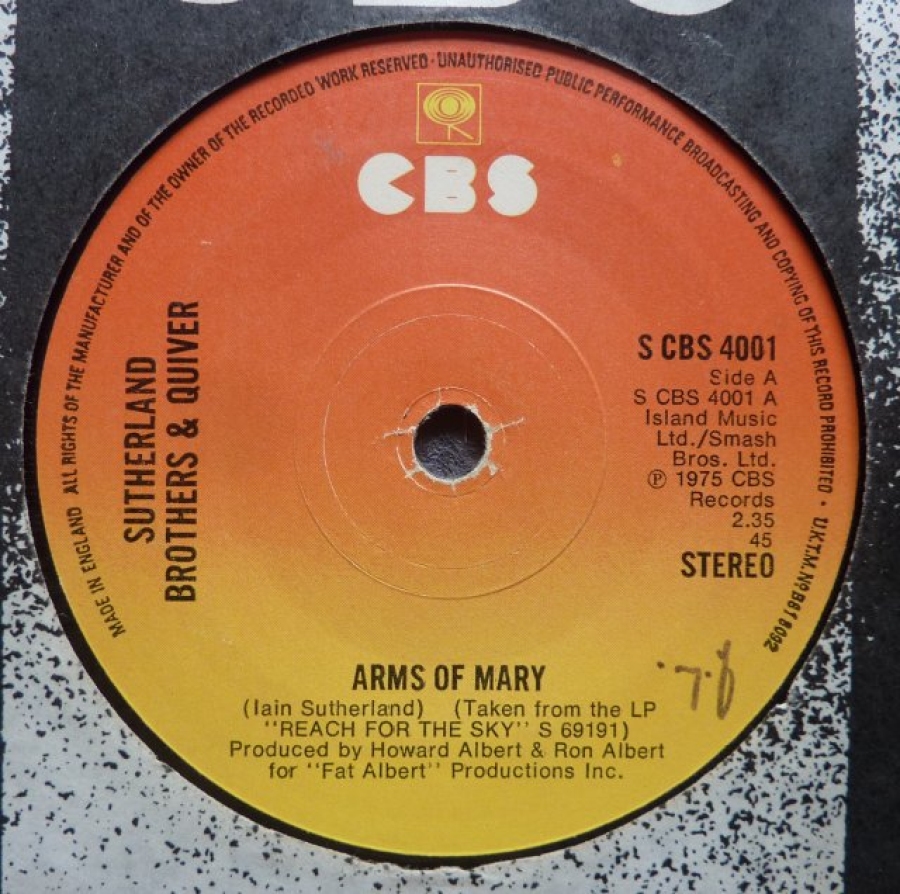 MADE IN ENGLAND ALL RIGHTS OF THE MANUFACTURER AND OF THE OWNER OF THE RECORDED WORK RESERVED · UNAUTHORISED PUBLIC PERFORMANCE BROADCASTING AND COPYING OF THIS RECORD PROHIBITED · U.K.T.M. Nº B618092
CBS
SUTHERLAND
BROTHERS & QUIVER
S CBS 4001
Side A
S CBS 4001 A
Island Music
Ltd./Smash
Bros. Ltd.
℗ 1975 CBS
Records
2.35
45
STEREO
ARMS OF MARY
(Iain Sutherland) (Taken from the LP
"REACH FOR THE SKY" S 69191)
Produced by Howard Albert & Ron Albert
for "Fat Albert" Productions Inc.